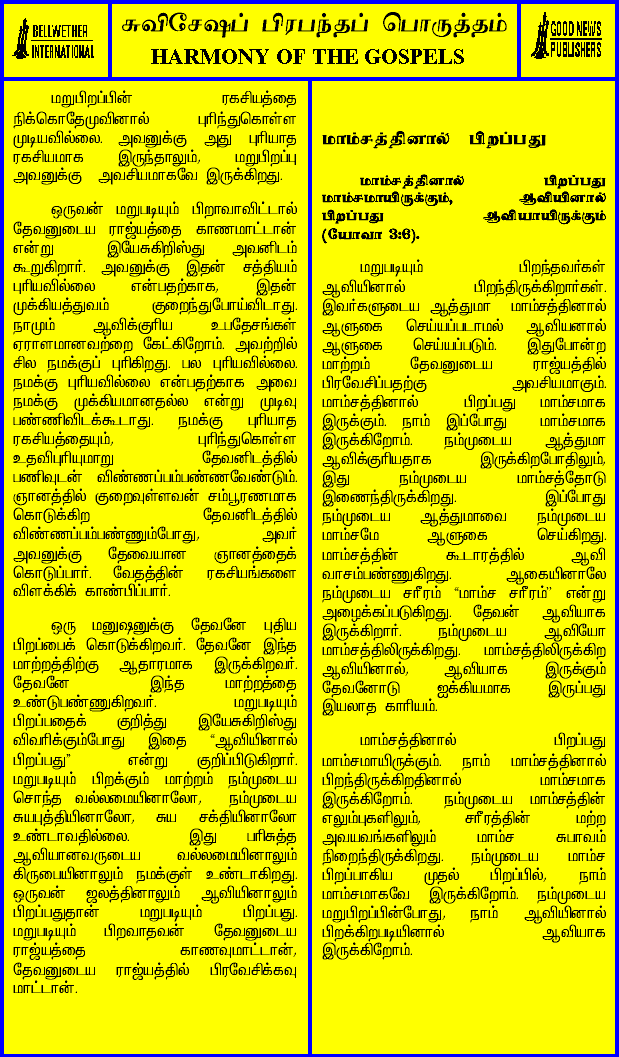 BELLWETHER
INTERNATIONAL
சுவிசேஷப் பிரபந்தப் பொருத்தம்
HARMONY OF THE GOSPELS
GOOD NEWS
PUBLISHERS
மறுபிறப்பின் ரகசியத்தை
நிக்கொதேமுவினால் புரிந்துகொள்ள
முடியவில்லை. அவனுக்கு அது புரியாத
ரகசியமாக இருந்தாலும், மறுபிறப்பு
அவனுக்கு அவசியமாகவே இருக்கிறது.
ஒருவன் மறுபடியும் பிறாவாவிட்டால்
தேவனுடைய ராஜ்யத்தை காணமாட்டான்
என்று இயேசுகிறிஸ்து அவனிடம்
கூறுகிறார். அவனுக்கு இதன் சத்தியம்
புரியவில்லை என்பதற்காக, இதன்
முக்கியத்துவம் குறைந்துபோய்விடாது.
நாமும் ஆவிக்குரிய உபதேசங்கள்
ஏராளமானவற்றை கேட்கிறோம். அவற்றில்
சில நமக்குப் புரிகிறது. பல புரியவில்லை.
நமக்கு புரியவில்லை என்பதற்காக அவை
நமக்கு முக்கியமானதல்ல என்று முடிவு
பண்ணிவிடக்கூடாது. நமக்கு புரியாத
ரகசியத்தையும், புரிந்துகொள்ள
உதவிபுரியுமாறு தேவனிடத்தில்
பணிவுடன் விண்ணப்பம்பண்ணவேண்டும்.
ஞானத்தில் குறைவுள்ளவன் சம்பூரணமாக
கொடுக்கிற தேவனிடத்தில்
விண்ணப்பம்பண்ணும்போது, அவர்
அவனுக்கு தேவையான ஞானத்தைக்
கொடுப்பார். வேதத்தின் ரகசியங்களை
விளக்கிக் காண்பிப்பார்.
ஒரு மனுஷனுக்கு தேவனே புதிய
பிறப்பைக் கொடுக்கிறவர். தேவனே இந்த
மாற்றத்திற்கு ஆதாரமாக இருக்கிறவர்.
தேவனே இந்த மாற்றத்தை
உண்டுபண்ணுகிறவர். மறுபடியும்
பிறப்பதைக் குறித்து இயேசுகிறிஸ்து
விவரிக்கும்போது இதை “ஆவியினால்
பிறப்பது” என்று குறிப்பிடுகிறார்.
மறுபடியும் பிறக்கும் மாற்றம் நம்முடைய
சொந்த வல்லமையினாலோ, நம்முடைய
சுயபுத்தியினாலோ, சுய சக்தியினாலோ
உண்டாவதில்லை. இது பரிசுத்த
ஆவியானவருடைய வல்லமையினாலும்
கிருபையினாலும் நமக்குள் உண்டாகிறது.
ஒருவன் ஜலத்தினாலும் ஆவியினாலும்
பிறப்பதுதான் மறுபடியும் பிறப்பது.
மறுபடியும் பிறவாதவன் தேவனுடைய
ராஜ்யத்தை காணவுமாட்டான்,
தேவனுடைய ராஜ்யத்தில் பிரவேசிக்கவு
மாட்டான்.
மாம்சத்தினால் பிறப்பது
மாம்சத்தினால் பிறப்பது
மாம்சமாயிருக்கும், ஆவியினால்
பிறப்பது ஆவியாயிருக்கும்
(யோவா 3:6).
மறுபடியும் பிறந்தவர்கள்
ஆவியினால் பிறந்திருக்கிறார்கள்.
இவர்களுடைய ஆத்துமா மாம்சத்தினால்
ஆளுகை செய்யப்படாமல் ஆவியனால்
ஆளுகை செய்யப்படும். இதுபோன்ற
மாற்றம் தேவனுடைய ராஜ்யத்தில்
பிரவேசிப்பதற்கு அவசியமாகும்.
மாம்சத்தினால் பிறப்பது மாம்சமாக
இருக்கும். நாம் இப்போது மாம்சமாக
இருக்கிறோம். நம்முடைய ஆத்துமா
ஆவிக்குரியதாக இருக்கிறபோதிலும்,
இது நம்முடைய மாம்சத்தோடு
இணைந்திருக்கிறது. இப்போது
நம்முடைய ஆத்துமாவை நம்முடைய
மாம்சமே ஆளுகை செய்கிறது.
மாம்சத்தின் கூடாரத்தில் ஆவி
வாசம்பண்ணுகிறது. ஆகையினாலே
நம்முடைய சரீரம் “மாம்ச சரீரம்” என்று
அழைக்கப்படுகிறது. தேவன் ஆவியாக
இருக்கிறார். நம்முடைய ஆவியோ
மாம்சத்திலிருக்கிறது. மாம்சத்திலிருக்கிற
ஆவியினால், ஆவியாக இருக்கும்
தேவனோடு ஐக்கியமாக இருப்பது
இயலாத காரியம்.
மாம்சத்தினால் பிறப்பது
மாம்சமாயிருக்கும். நாம் மாம்சத்தினால்
பிறந்திருக்கிறதினால் மாம்சமாக
இருக்கிறோம். நம்முடைய மாம்சத்தின்
எலும்புகளிலும், சரீரத்தின் மற்ற
அவயவங்களிலும் மாம்ச சுபாவம்
நிறைந்திருக்கிறது. நம்முடைய மாம்ச
பிறப்பாகிய முதல் பிறப்பில், நாம்
மாம்சமாகவே இருக்கிறோம். நம்முடைய
மறுபிறப்பின்போது, நாம் ஆவியினால்
பிறக்கிறபடியினால் ஆவியாக
இருக்கிறோம்.